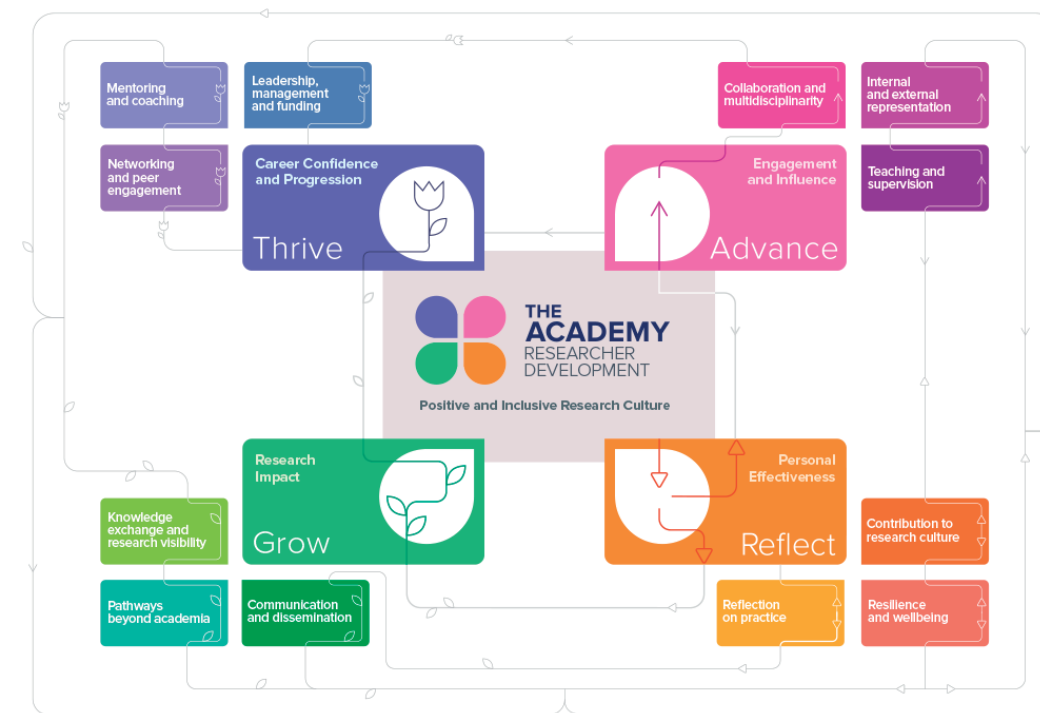 Mentoring
and coaching
Leadership,
management
and funding
Collaboration and
multidisciplinarity
Internal
and external
representation
Networking
and peer
engagement
Career Confidence
and Progression
Thrive
Engagement
and Influence
Advance
Teaching and
supervision
THE
ACADEMY
RESEARCHER
DEVELOPMENT
Positive and Inclusive Research Culture
Research
Impact
Grow
Personal
Effectiveness
Reflect
Knowledge
exchange and
research visibility
Contribution to
research culture
Pathways
beyond academia
Communication
and dissemination
Reflection
on practice
Resilience
and wellbeing